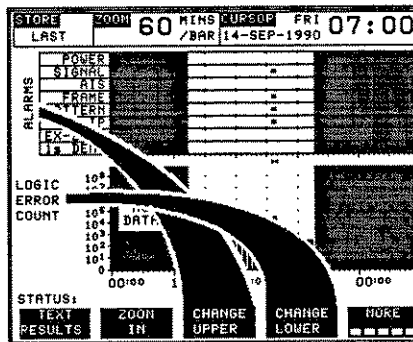 STORE ZOOM 60 MINS /BAR CURSOR FRI 07:00
LAST 14-SEP-1990
ALARMS
POWER
SIGNAL
AIS
FRAME
LOGIC
ERROR
COUNT
DATA
00:00 00:00
STATUS:
TEXT RESULTS
ZOOM IN
CHANGE UPPER
CHANGE LOWER
MORE